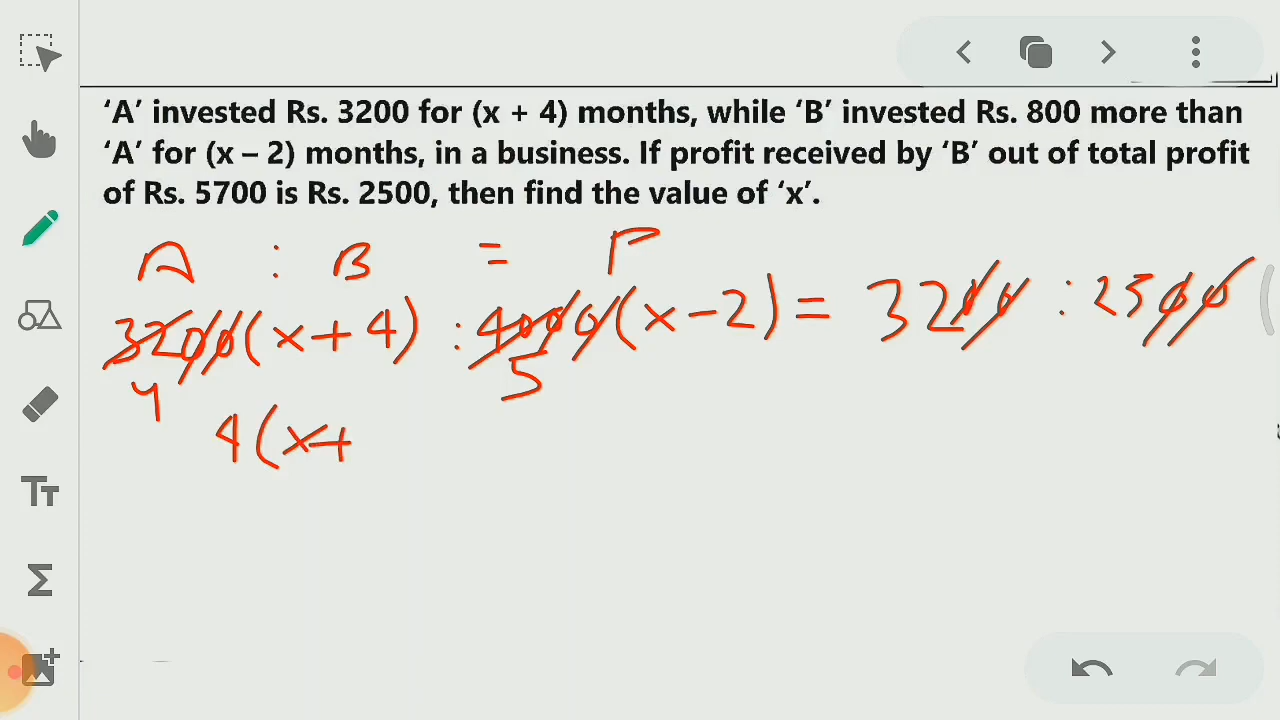 ‘A’ invested Rs. 3200 for (x + 4) months, while ‘B’ invested Rs. 800 more than
‘A’ for (x – 2) months, in a business. If profit received by ‘B’ out of total profit
of Rs. 5700 is Rs. 2500, then find the value of ‘x’.
A : B = P
3200(x+4) : 4000(x-2) = 3200 : 2500
4 5
4(x+
Tт
Σ